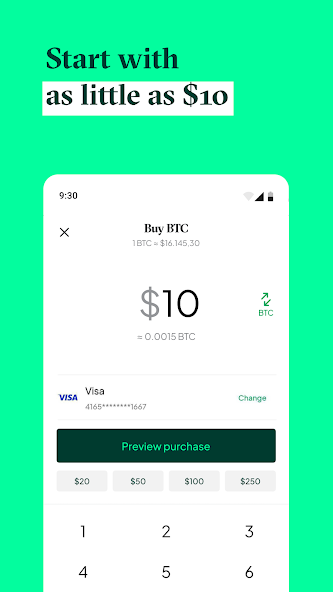 Start with
as little as $10
9:30
Buy BTC
1 BTC ≈ $16.145,30
$10
BTC
≈ 0.0015 BTC
VISA
Visa
4165********1667
Change
Preview purchase
$20 $50 $100 $250
1 2 3
4 5 6